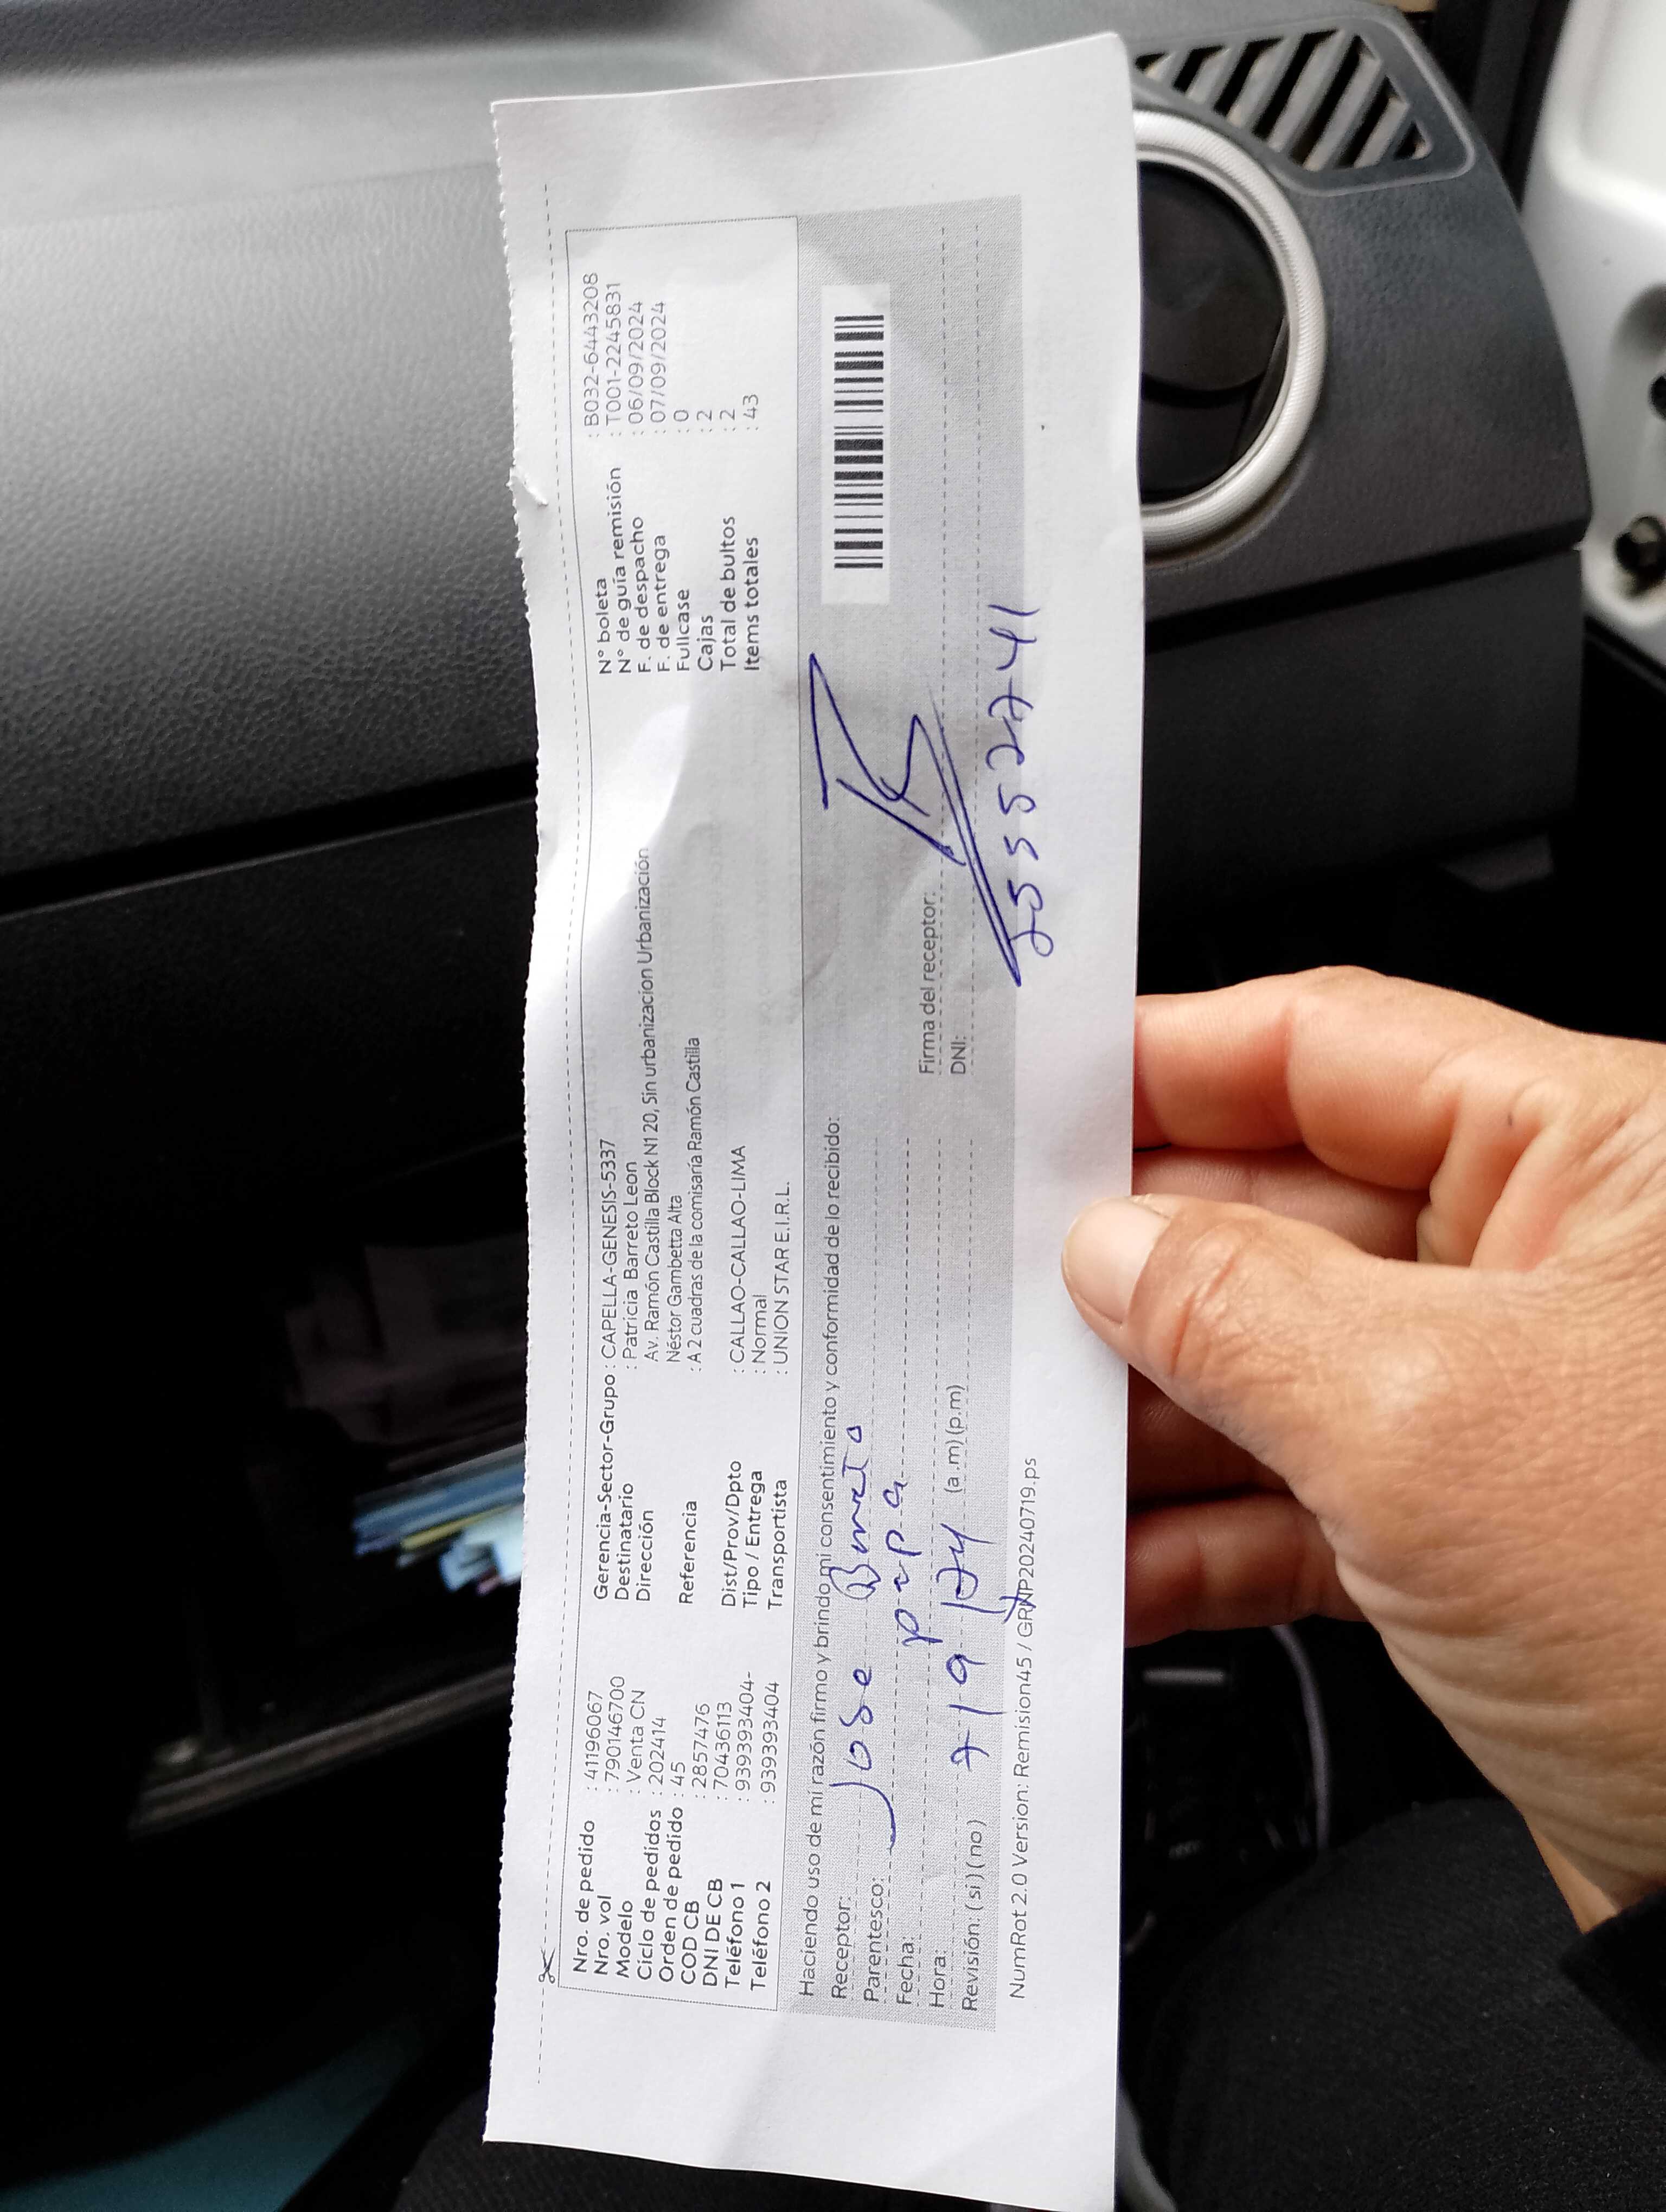 Nro. de pedido : 41196067
Nro. vol : 790146700
Modelo : Venta CN
Ciclo de pedidos : 202414
Orden de pedido : 45
COD CB : 2857476
DNI DE CB : 70436113
Teléfono 1 : 939393404-
Teléfono 2 : 939393404
Gerencia-Sector-Grupo : CAPELLA-GENESIS-5337
Destinatario : Patricia Barreto Leon
Dirección Av. Ramón Castilla Block N1 20, Sin urbanizacion Urbanización
Néstor Gambetta Alta
Referencia : A 2 cuadras de la comisaría Ramón Castilla
Dist/Prov/Dpto : CALLAO-CALLAO-LIMA
Tipo / Entrega : Normal
Transportista : UNION STAR E.I.R.L.
N° boleta : B032-64443208
N° de guía remisión : T001-2245831
F. de despacho : 06/09/2024
F. de entrega : 07/09/2024
Fullcase : 0
Cajas : 2
Total de bultos : 2
Items totales : 43
Haciendo uso de mi razón firmo y brindo mi consentimiento y conformidad de lo recibido:
Receptor: Jose
Parentesco: papa
Fecha: 7/9/24
Hora: (a.m) (p.m)
Revisión: (si) (no)
Firma del receptor:
DNI:
NumRot 2.0 Version: Remision45 / GRNP20240719.ps